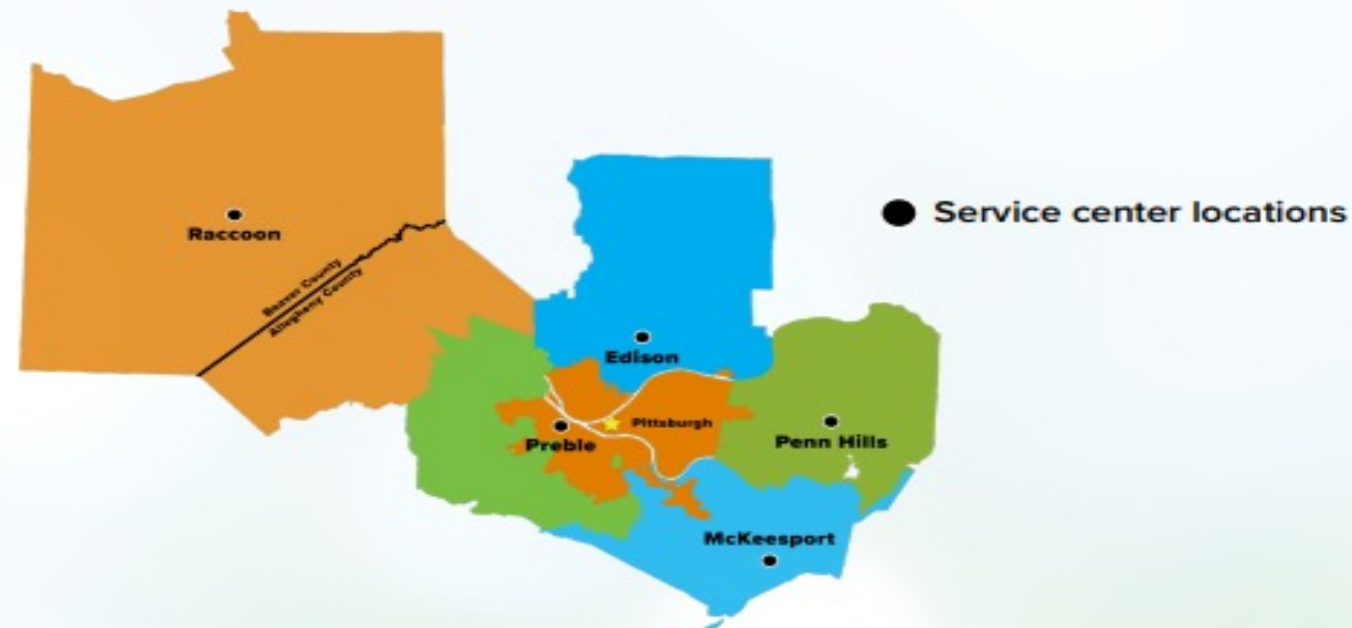 Service center locations
Raccoon
Beaver County
Allegheny County
Edison
Pittsburgh
Preble
Penn Hills
McKeesport